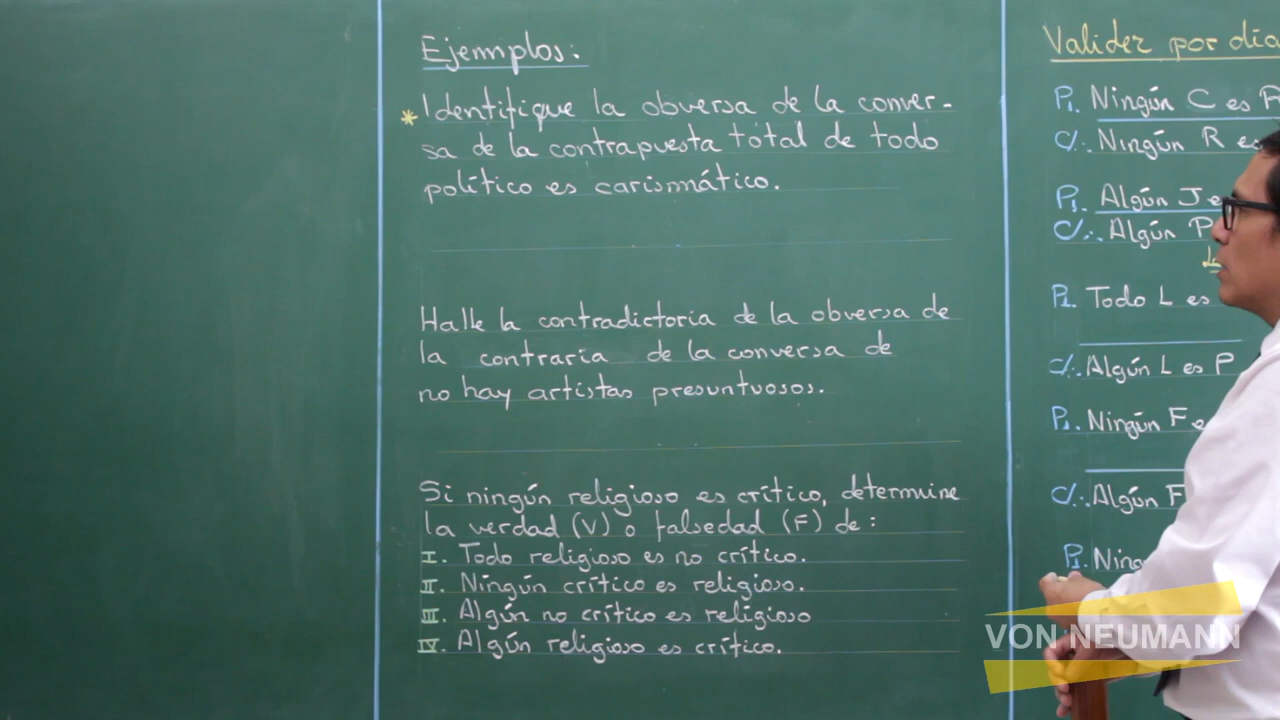 Ejemplos:
* Identifique la obversa de la conver-
sa de la contrapuesta total de todo
político es carismático.
Halle la contradictoria de la obversa de
la contraria de la conversa de
no hay artistas presuntuosos.
Si ningún religioso es crítico, determine
la verdad (V) o falsedad (F) de:
I. Todo religioso es no crítico.
II. Ningún crítico es religioso.
III. Algún no crítico es religioso
IV. Algún religioso es crítico.
Validez por
P1. Ningún C es
C/∴ Ningún R
P1. Algún J
C/∴ Algún P
P1. Todo L es
C/∴ Algún L es P
P1. Ningún F
C/∴ Algún F
P1.
VON NEUMANN